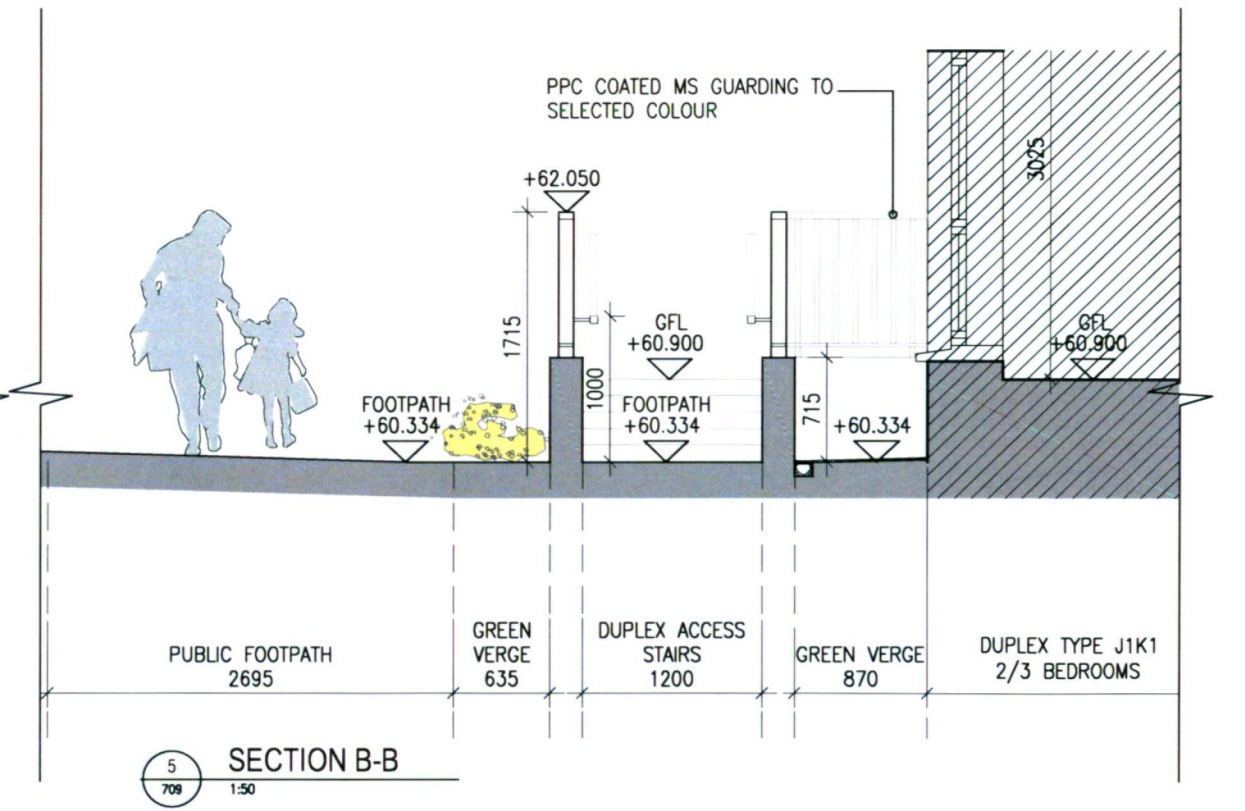 PPC COATED MS GUARDING TO
SELECTED COLOUR
3025
+62.050
1715
1000
GFL
+60.900
GFL
+60.900
FOOTPATH
+60.334
FOOTPATH
+60.334
715
+60.334
PUBLIC FOOTPATH
2695
GREEN
VERGE
635
DUPLEX ACCESS
STAIRS
1200
GREEN VERGE
870
DUPLEX TYPE J1K1
2/3 BEDROOMS
5
709
SECTION B-B
1:50